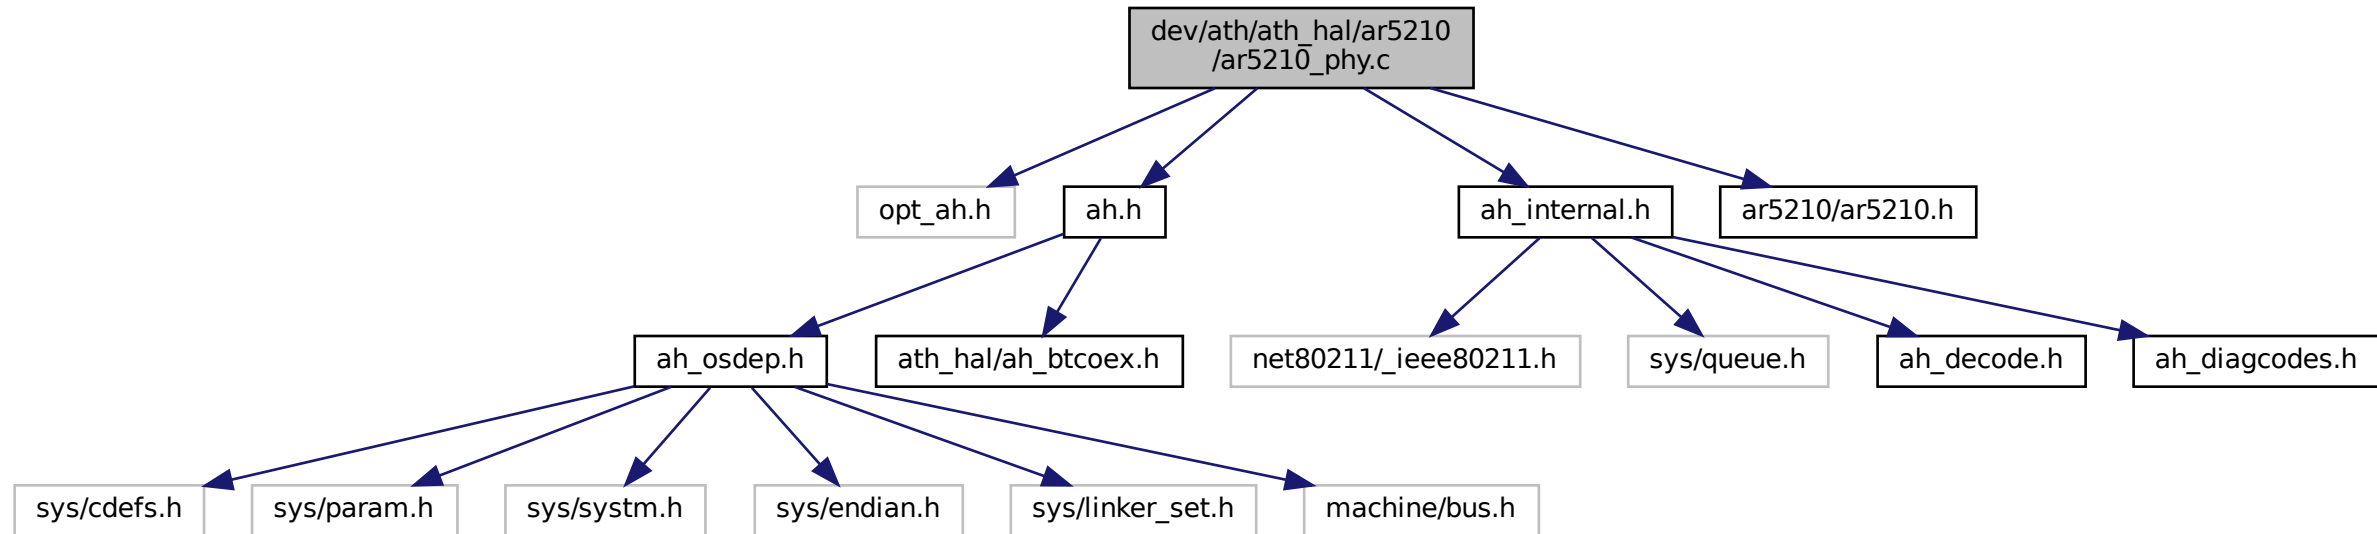 dev/ath/ath_hal/ar5210
/ar5210_phy.c
opt_ah.h
ah.h
ah_internal.h
ar5210/ar5210.h
ah_osdep.h
ath_hal/ah_btcoex.h
net80211/_ieee80211.h
sys/queue.h
ah_decode.h
ah_diagcodes.h
sys/cdefs.h
sys/param.h
sys/systm.h
sys/endian.h
sys/linker_set.h
machine/bus.h